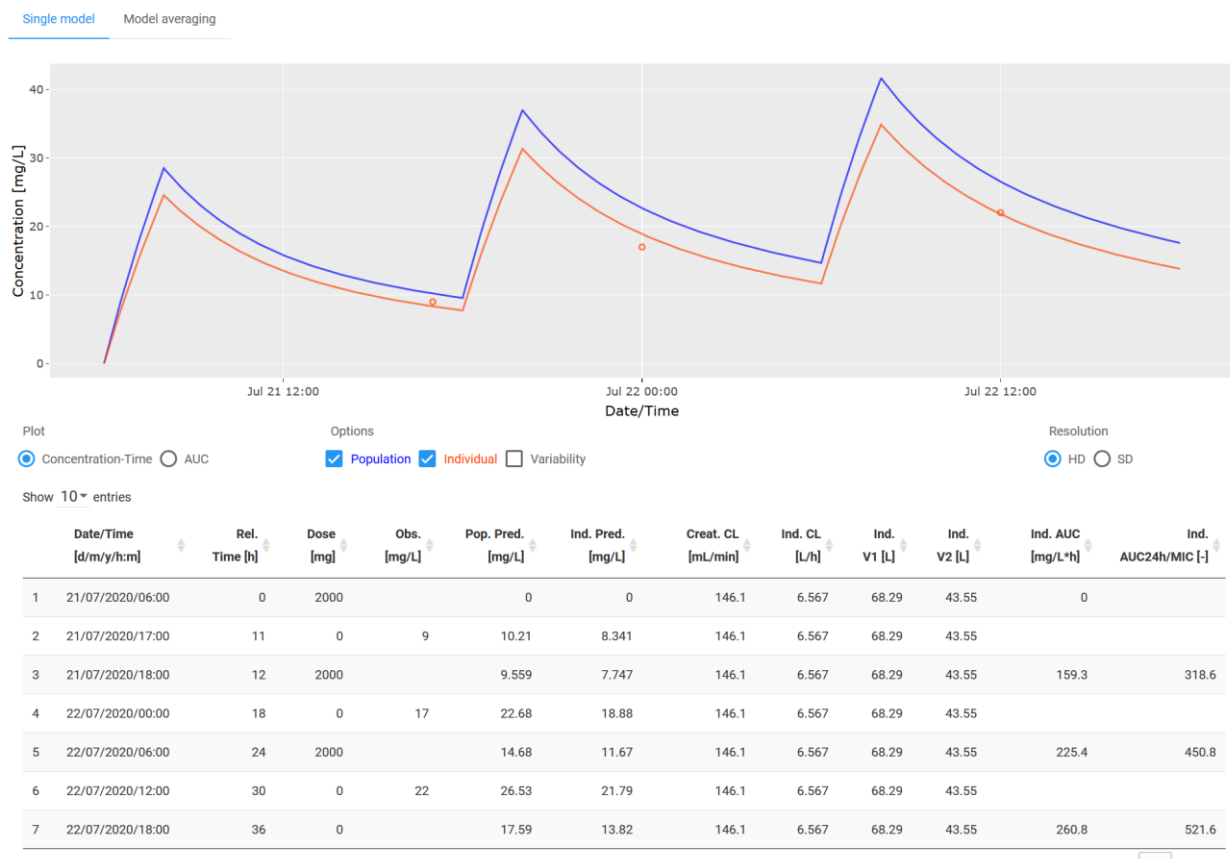 Single model Model averaging
40
30
20
10
0
Concentration [mg/L]
Jul 21 12:00 Jul 22 00:00 Jul 22 12:00
Date/Time
Plot Options Resolution
Concentration-Time AUC Population Individual Variability HD SD
Show 10 entries
Date/Time Rel. Dose Obs. Pop. Pred. Ind. Pred. Creat. CL Ind. CL Ind. Ind. Ind. AUC Ind.
[d/m/y/h:m] Time [h] [mg] [mg/L] [mg/L] [mg/L] [mL/min] [L/h] V1 [L] V2 [L] [mg/L*h] AUC24h/MIC [-]
1 21/07/2020/06:00 0 2000 0 0 146.1 6.567 68.29 43.55 0
2 21/07/2020/17:00 11 0 9 10.21 8.341 146.1 6.567 68.29 43.55
3 21/07/2020/18:00 12 2000 9.559 7.747 146.1 6.567 68.29 43.55 159.3 318.6
4 22/07/2020/00:00 18 0 17 22.68 18.88 146.1 6.567 68.29 43.55
5 22/07/2020/06:00 24 2000 14.68 11.67 146.1 6.567 68.29 43.55 225.4 450.8
6 22/07/2020/12:00 30 0 22 26.53 21.79 146.1 6.567 68.29 43.55
7 22/07/2020/18:00 36 0 17.59 13.82 146.1 6.567 68.29 43.55 260.8 521.6